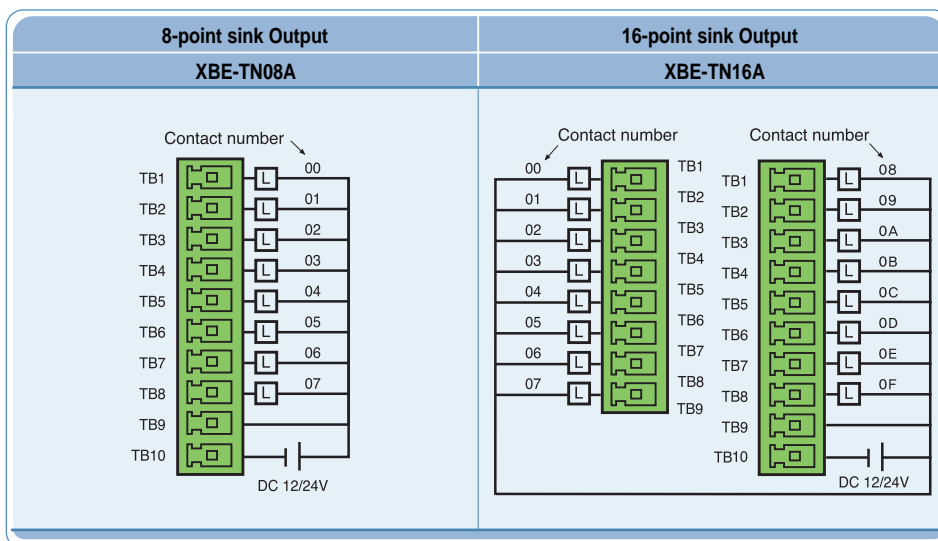 8-point sink Output
16-point sink Output
XBE-TN08A
XBE-TN16A
Contact number
TB1 L 00
TB2 L 01
TB3 L 02
TB4 L 03
TB5 L 04
TB6 L 05
TB7 L 06
TB8 L 07
TB9
TB10
DC 12/24V
Contact number
00 L TB1
01 L TB2
02 L TB3
03 L TB4
04 L TB5
05 L TB6
06 L TB7
07 L TB8
TB9
Contact number
TB1 L 08
TB2 L 09
TB3 L 0A
TB4 L 0B
TB5 L 0C
TB6 L 0D
TB7 L 0E
TB8 L 0F
TB9
TB10
DC 12/24V